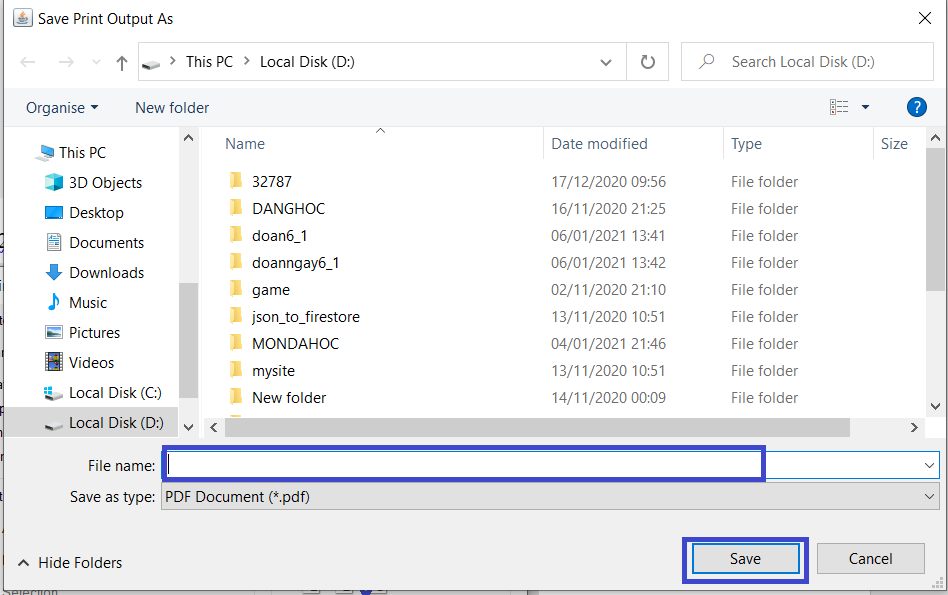 Save Print Output As
This PC > Local Disk (D:)
Search Local Disk (D:)
Organise
New folder
?
This PC
3D Objects
Desktop
Documents
Downloads
Music
Pictures
Videos
Local Disk (C:)
Local Disk (D:)
Name Date modified Type Size
32787 17/12/2020 09:56 File folder
DANGHOC 16/11/2020 21:25 File folder
doan6_1 06/01/2021 13:41 File folder
doanngay6_1 06/01/2021 13:42 File folder
game 02/11/2020 21:10 File folder
json_to_firestore 13/11/2020 10:51 File folder
MONDAHOC 04/01/2021 21:46 File folder
mysite 13/11/2020 10:51 File folder
New folder 14/11/2020 00:09 File folder
File name:
Save as type: PDF Document (*.pdf)
Hide Folders
Save
Cancel
Selection